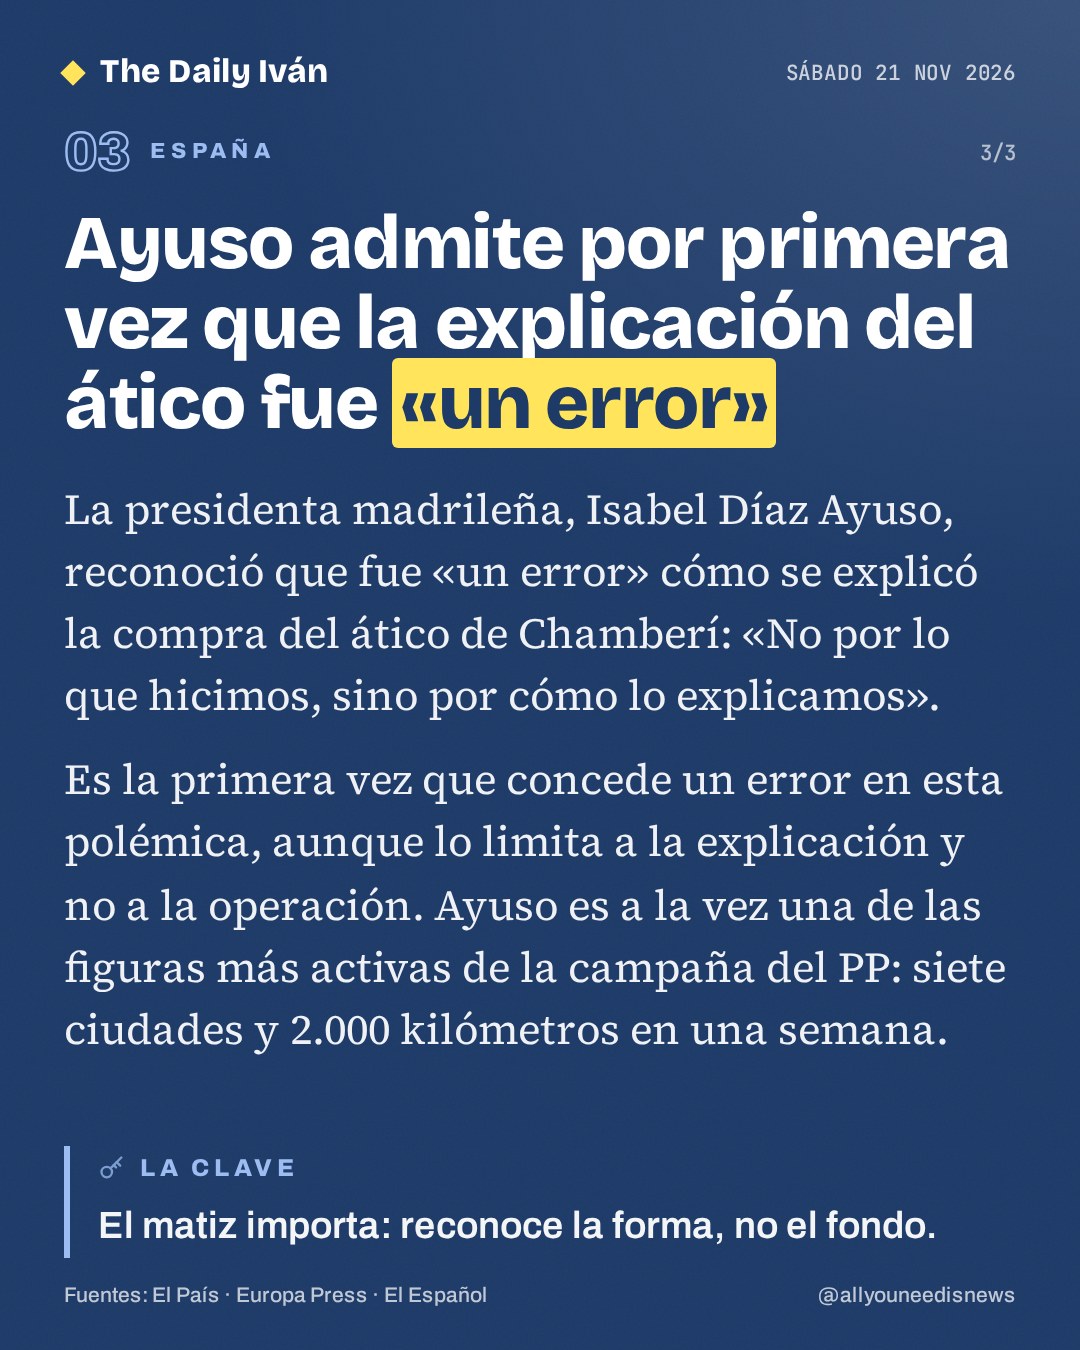 The Daily Iván
SÁBADO 21 NOV 2026
03 ESPAÑA
3/3
Ayuso admite por primera
vez que la explicación del
ático fue «un error»
La presidenta madrileña, Isabel Díaz Ayuso,
reconoció que fue «un error» cómo se explicó
la compra del ático de Chamberí: «No por lo
que hicimos, sino por cómo lo explicamos».
Es la primera vez que concede un error en esta
polémica, aunque lo limita a la explicación y
no a la operación. Ayuso es a la vez una de las
figuras más activas de la campaña del PP: siete
ciudades y 2.000 kilómetros en una semana.
LA CLAVE
El matiz importa: reconoce la forma, no el fondo.
Fuentes: El País · Europa Press · El Español
@allyouneedisnews